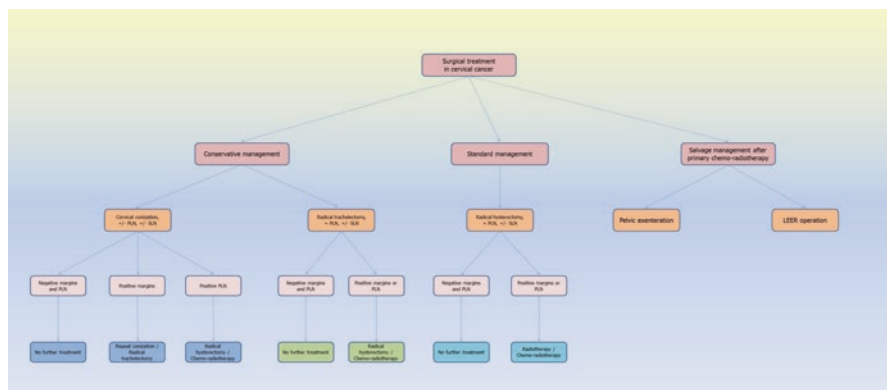 Surgical treatment
in cervical cancer
Conservative management
Standard management
Salvage management after
primary chemo-radiotherapy
Cervical conization,
+/- PLN, +/- SLN
Radical trachelectomy,
+ PLN, +/- SLN
Radical hysterectomy,
+ PLN, +/- SLN
Pelvic exenteration
LEER operation
Negative margins
and PLN
Positive margins
Positive PLN
Negative margins
and PLN
Positive margins or
PLN
Negative margins
and PLN
Positive margins or
PLN
No further treatment
Repeat conization /
Radical
trachelectomy
Radical
hysterectomy /
Chemo-radiotherapy
No further treatment
Radical
hysterectomy /
Chemo-radiotherapy
No further treatment
Radiotherapy /
Chemo-radiotherapy